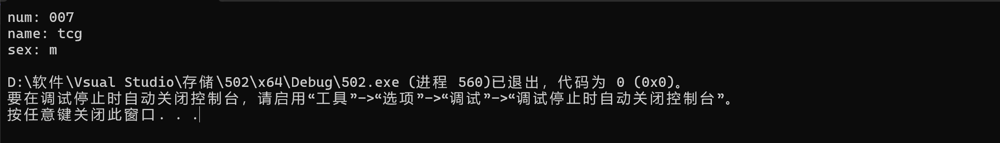 num: 007
name: tcg
sex: m
D:\软件\Vsual Studio\存储\502\x64\Debug\502.exe (进程 560)已退出，代码为 0 (0x0)。
要在调试停止时自动关闭控制台，请启用“工具”->“选项”->“调试”->“调试停止时自动关闭控制台”。
按任意键关闭此窗口. . .